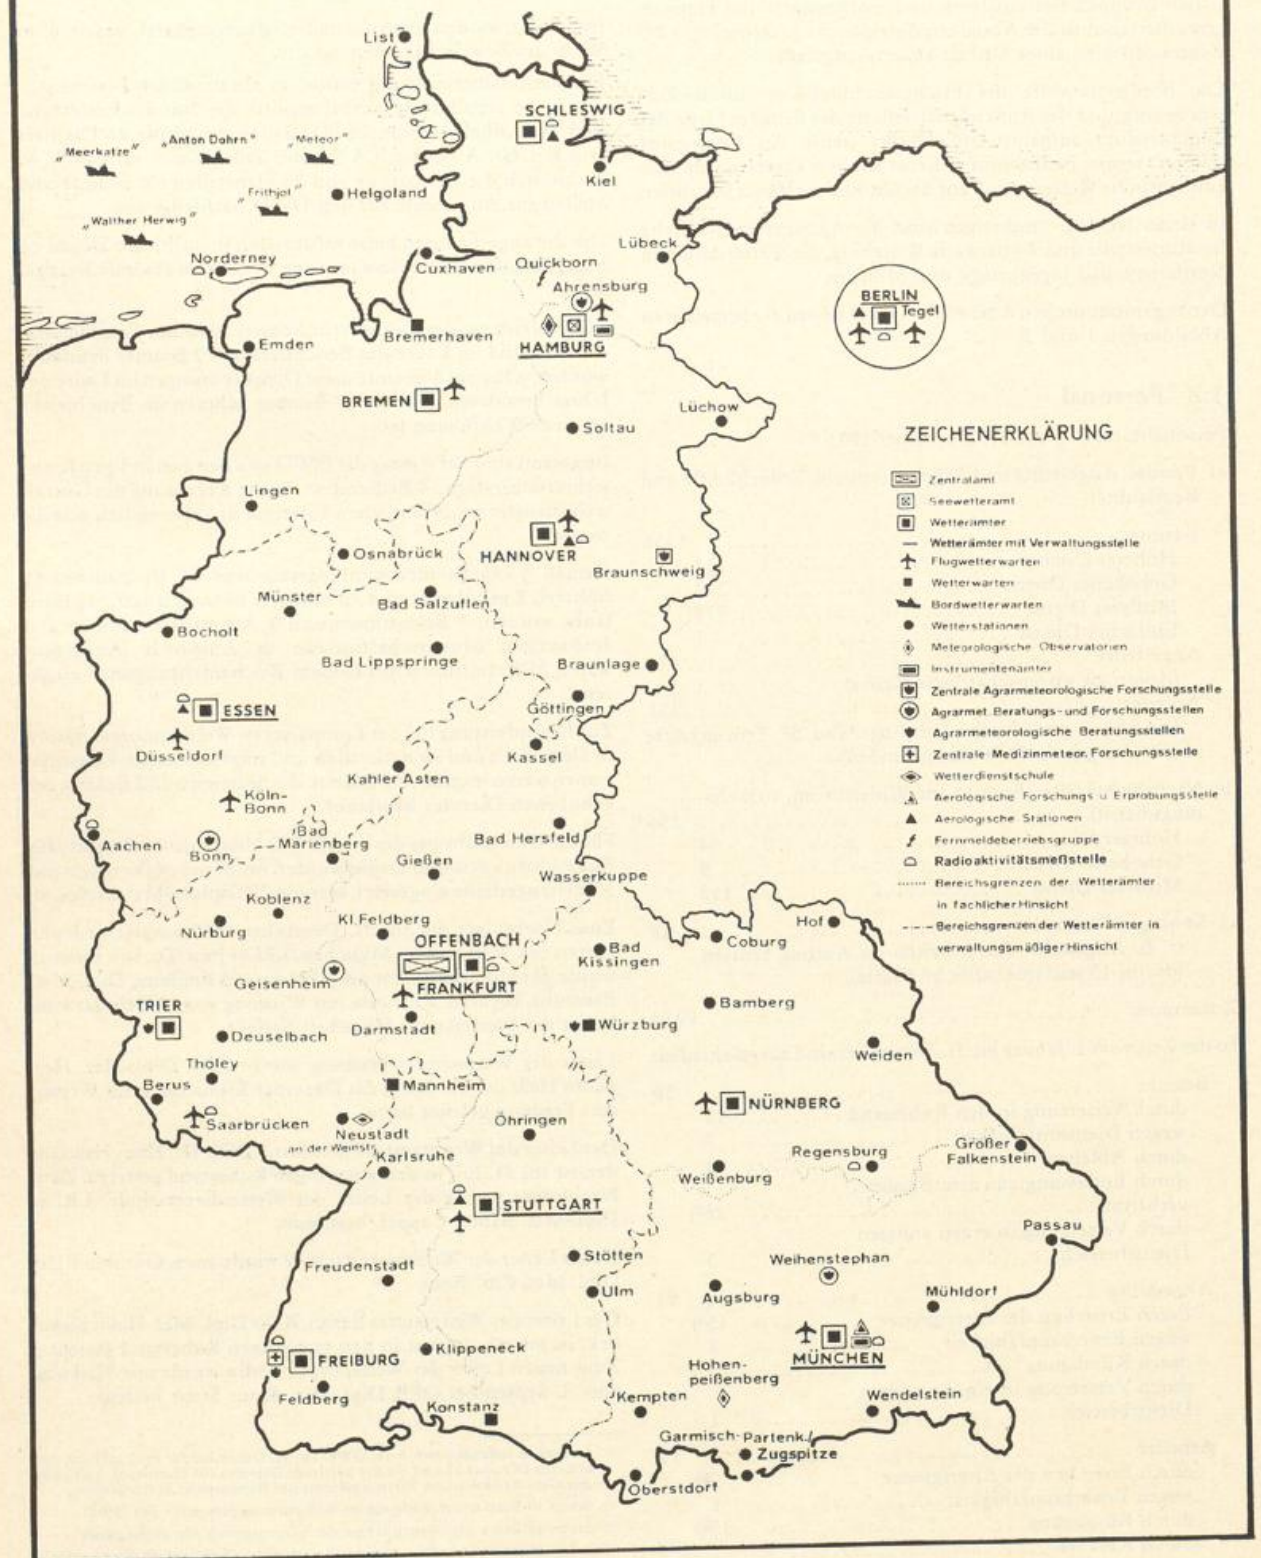 List
SCHLESWIG
„Anton Dohrn"
„Meteor"
„Meerkatze"
Kiel
„Frithjof"
Helgoland
„Walther Herwig"
Lübeck
Norderney
Cuxhaven
Quickborn
Ahrensburg
BERLIN
Tegel
Emden
Bremerhaven
HAMBURG
BREMEN
Lüchow
Soltau
ZEICHENERKLÄRUNG
Zentralamt
Seewetteramt
Wetterämter
Wetterämter mit Verwaltungsstelle
Flugwetterwarten
Wetterwarten
Bordwetterwarten
Wetterstationen
Meteorologische Observatorien
Instrumentenämter
Zentrale Agrarmeteorologische Forschungsstelle
Agrarmet. Beratungs- und Forschungsstellen
Agrarmeteorologische Beratungsstellen
Zentrale Medizinmeteor. Forschungsstelle
Wetterdienstschule
Aerologische Forschungs u. Erprobungsstelle
Aerologische Stationen
Fernmeldebetriebsgruppe
Radioaktivitätsmeßstelle
Bereichsgrenzen der Wetterämter
in fachlicher Hinsicht
Bereichsgrenzen der Wetterämter in
verwaltungsmäßiger Hinsicht
Lingen
Osnabrück
HANNOVER
Braunschweig
Münster
Bad Salzuflen
Bocholt
Bad Lippspringe
Braunlage
ESSEN
Göttingen
Düsseldorf
Kassel
Kahler Asten
Köln-
Bonn
Aachen
Bonn
Bad
Marienberg
Bad Hersfeld
Gießen
Wasserkuppe
Koblenz
Nürburg
Kl.Feldberg
Hof
Coburg
OFFENBACH
Bad
Kissingen
Geisenheim
FRANKFURT
Bamberg
TRIER
Deuselbach
Darmstadt
Würzburg
Weiden
Tholey
Berus
Mannheim
NÜRNBERG
Saarbrücken
Neustadt
an der Weinstr.
Öhringen
Großer
Falkenstein
Karlsruhe
Regensburg
Weißenburg
STUTTGART
Passau
Stötten
Weihenstephan
Freudenstadt
Ulm
Augsburg
Mühldorf
Klippeneck
MÜNCHEN
FREIBURG
Hohen-
peißenberg
Feldberg
Konstanz
Kempten
Wendelstein
Garmisch-Partenk./
Zugspitze
Oberstdorf